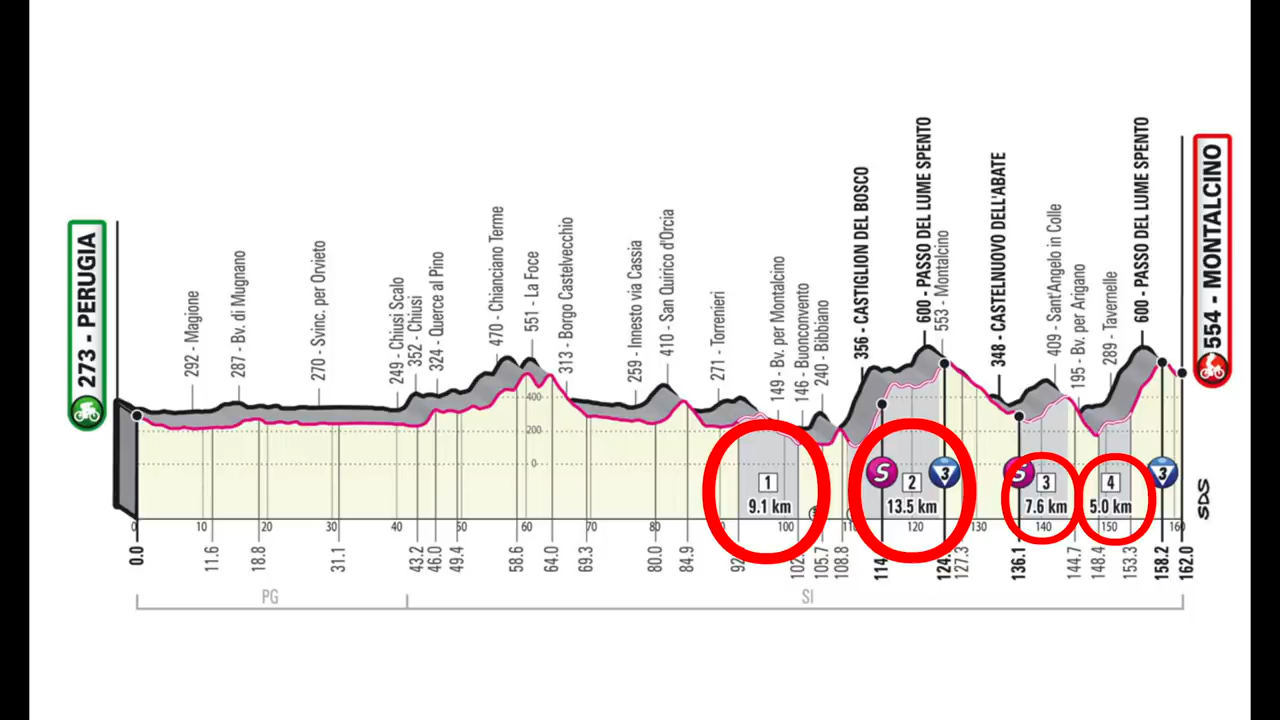 273 - PERUGIA
292 - Magione
287 - Bv. di Mugnano
270 - Svinc. per Orvieto
249 - Chiusi Scalo
352 - Chiusi
324 - Querce al Pino
470 - Chianciano Terme
551 - La Foce
313 - Borgo Castelvecchio
259 - Innesto via Cassia
410 - San Quirico d'Orcia
271 - Torrenieri
149 - Bv. per Montalcino
146 - Buonconvento
240 - Bibbiano
356 - CASTIGLION DEL BOSCO
600 - PASSO DEL LUME SPENTO
553 - Montalcino
348 - CASTELNUOVO DELL'ABATE
409 - Sant'Angelo in Colle
195 - Bv. per Arigano
289 - Tavernelle
600 - PASSO DEL LUME SPENTO
554 - MONTALCINO
400
200
0
S
3
S
3
1
9.1 km
2
13.5 km
3
7.6 km
4
5.0 km
SDS
0 10 20 30 40 50 60 70 80 90 100 120 130 140 150 160
0.0 11.6 18.8 31.1 43.2 46.0 49.4 58.6 64.0 69.3 80.0 84.9 105.7 108.8 127.3 136.1 144.7 148.4 153.3 158.2 162.0
PG
SI